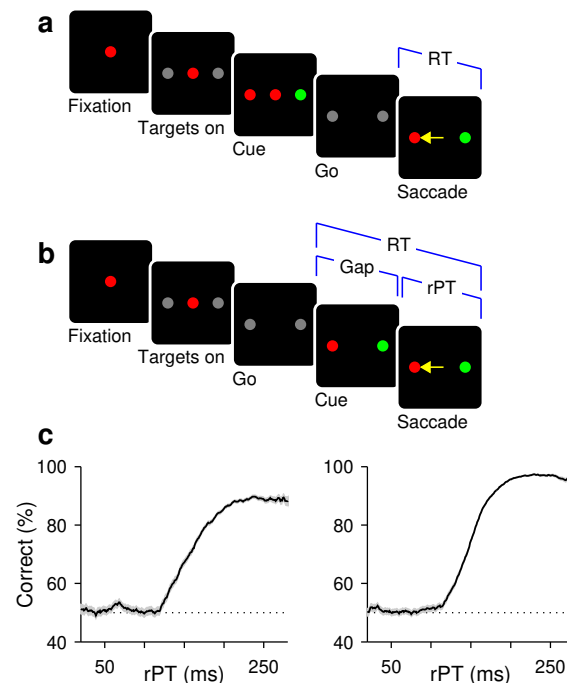 a
Fixation
Targets on
Cue
Go
Saccade
RT
b
Fixation
Targets on
Go
Cue
Saccade
RT
Gap
rPT
c
Correct (%)
100
80
60
40
50
250
rPT (ms)
100
80
60
40
50
250
rPT (ms)